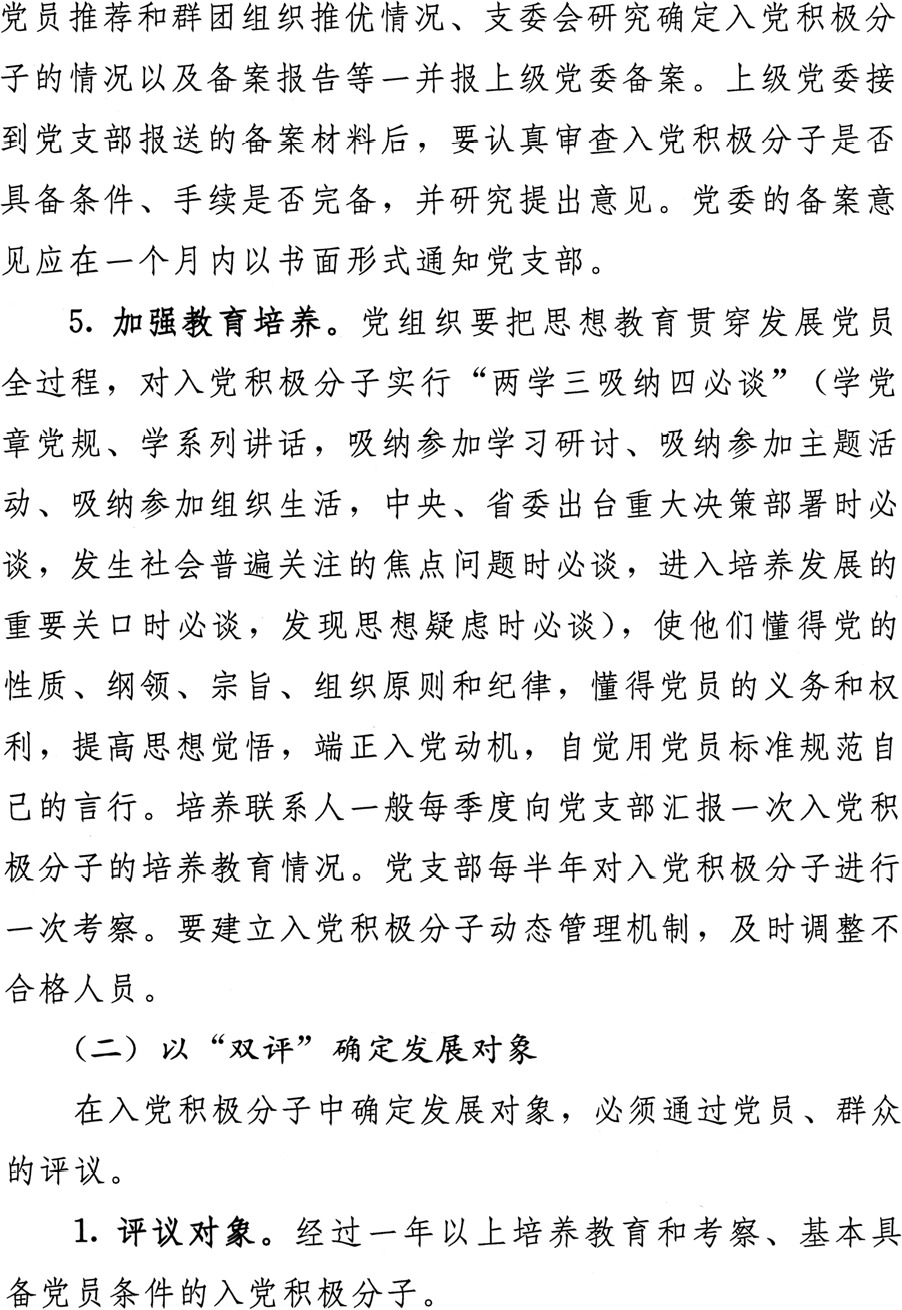 党员推荐和群团组织推优情况、支委会研究确定入党积极分
子的情况以及备案报告等一并报上级党委备案。上级党委接
到党支部报送的备案材料后，要认真审查入党积极分子是否
具备条件、手续是否完备，并研究提出意见。党委的备案意
见应在一个月内以书面形式通知党支部。
5. 加强教育培养。党组织要把思想教育贯穿发展党员
全过程，对入党积极分子实行“两学三吸纳四必谈”（学党
章党规、学系列讲话，吸纳参加学习研讨、吸纳参加主题活
动、吸纳参加组织生活，中央、省委出台重大决策部署时必
谈，发生社会普遍关注的焦点问题时必谈，进入培养发展的
重要关口时必谈，发现思想疑虑时必谈），使他们懂得党的
性质、纲领、宗旨、组织原则和纪律，懂得党员的义务和权
利，提高思想觉悟，端正入党动机，自觉用党员标准规范自
己的言行。培养联系人一般每季度向党支部汇报一次入党积
极分子的培养教育情况。党支部每半年对入党积极分子进行
一次考察。要建立入党积极分子动态管理机制，及时调整不
合格人员。
（二）以“双评”确定发展对象
在入党积极分子中确定发展对象，必须通过党员、群众
的评议。
1. 评议对象。经过一年以上培养教育和考察、基本具
备党员条件的入党积极分子。